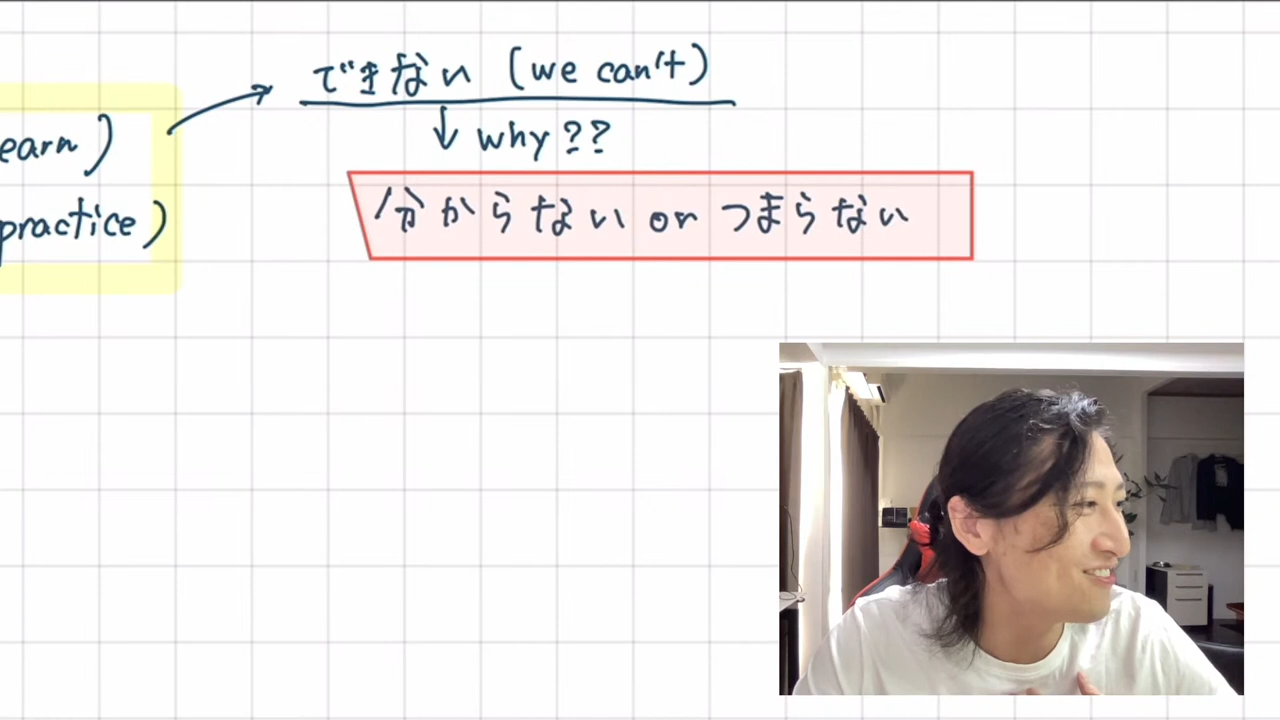 できない (we can't)
↓ why??
earn)
分からない or つまらない
practice)